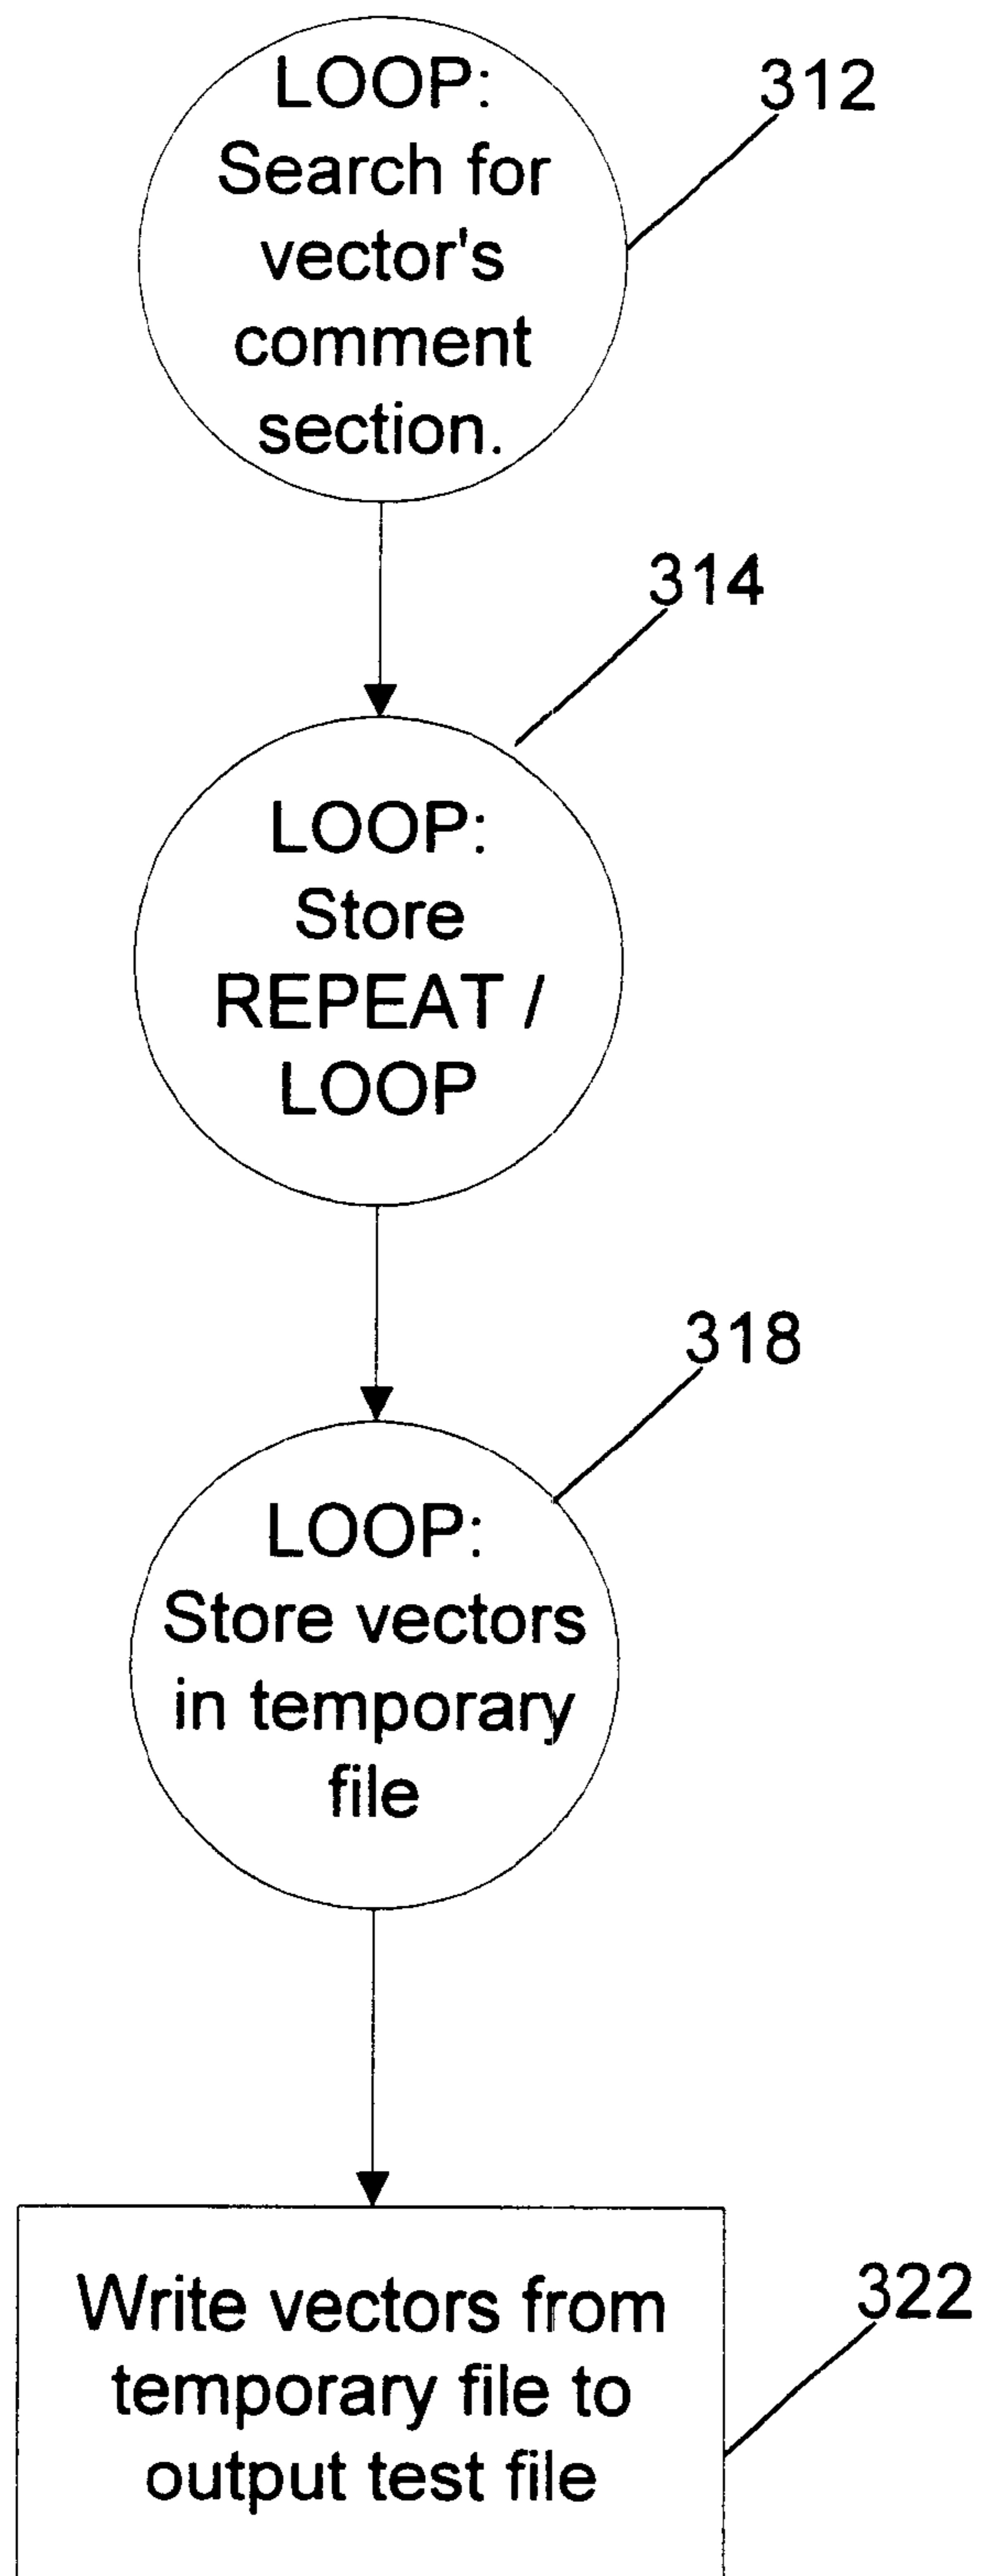 LOOP:
Search for
vector's
comment
section.
312
314
LOOP:
Store
REPEAT /
LOOP
318
LOOP:
Store vectors
in temporary
file
322
Write vectors from
temporary file to
output test file